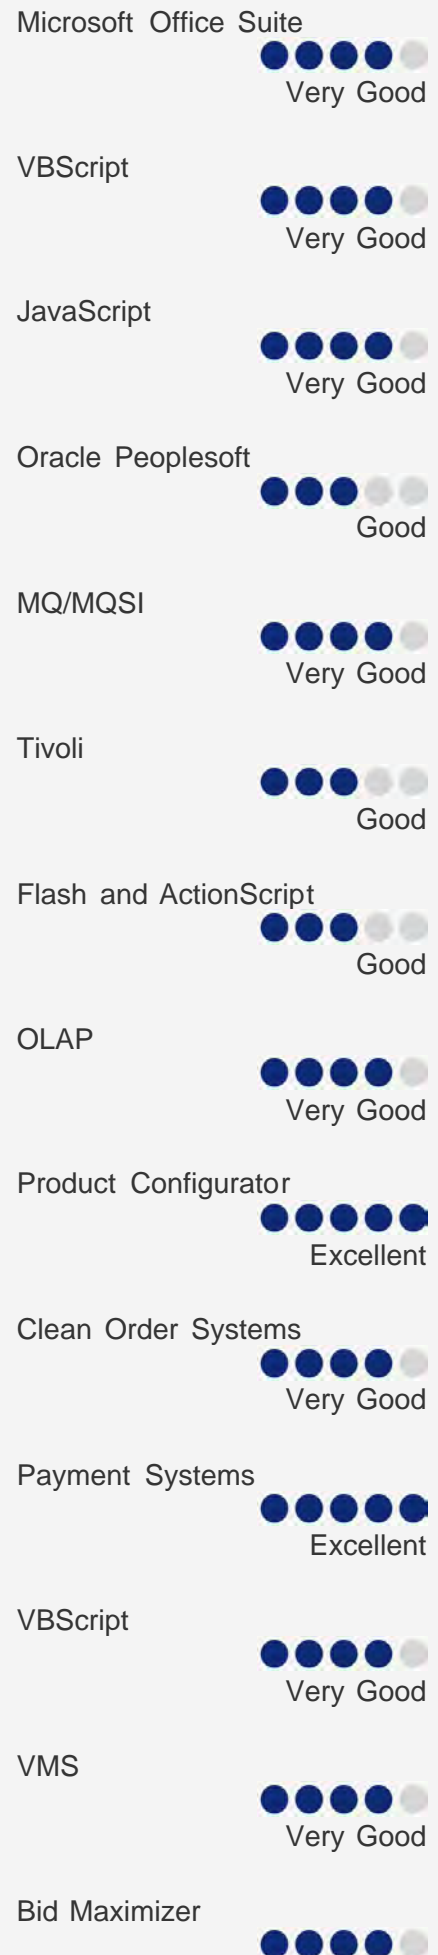 Microsoft Office Suite
Very Good
VBScript
Very Good
JavaScript
Very Good
Oracle Peoplesoft
Good
MQ/MQSI
Very Good
Tivoli
Good
Flash and ActionScript
Good
OLAP
Very Good
Product Configurator
Excellent
Clean Order Systems
Very Good
Payment Systems
Excellent
VBScript
Very Good
VMS
Very Good
Bid Maximizer